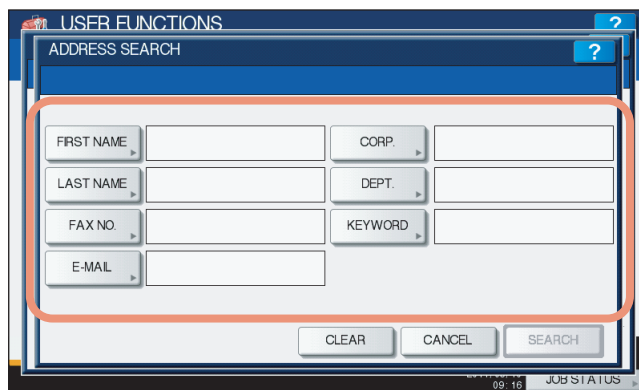 USER FUNCTIONS
?
ADDRESS SEARCH
?
FIRST NAME
CORP.
LAST NAME
DEPT.
FAX NO.
KEYWORD
E-MAIL
CLEAR
CANCEL
SEARCH
09:16
JOB STATUS